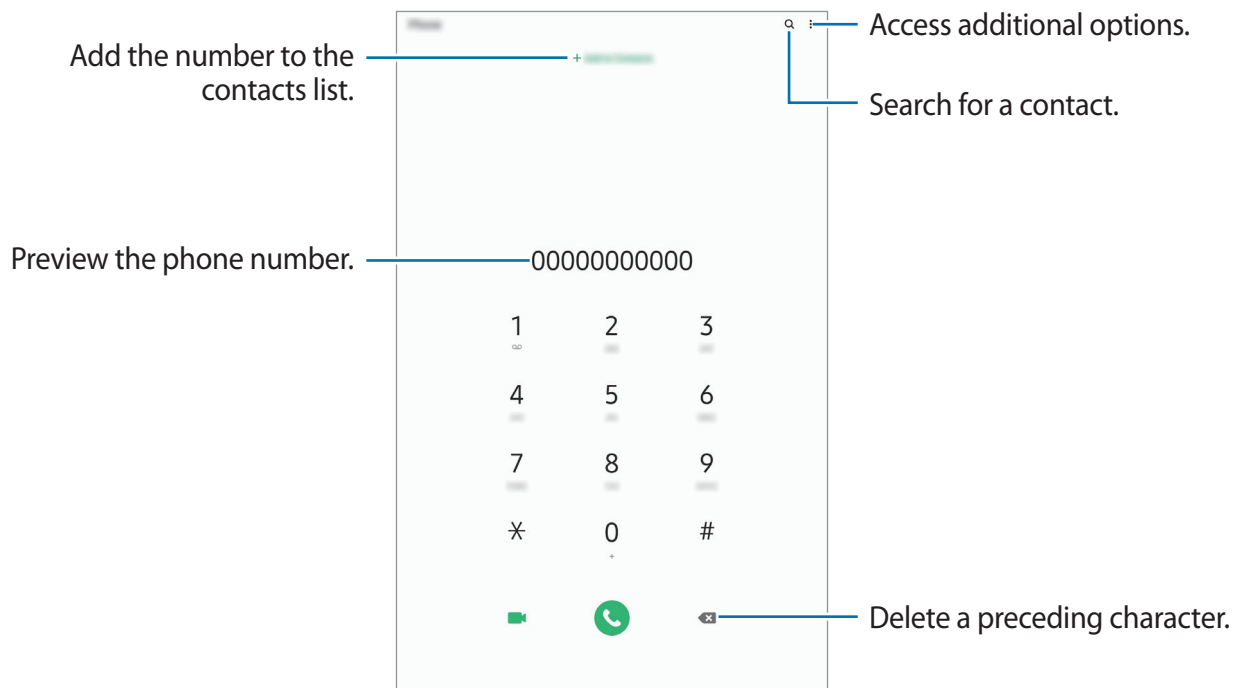 Access additional options.
Add the number to the
contacts list.
Search for a contact.
Preview the phone number.
00000000000
1 2 3
4 5 6
7 8 9
* 0 #
+
Delete a preceding character.